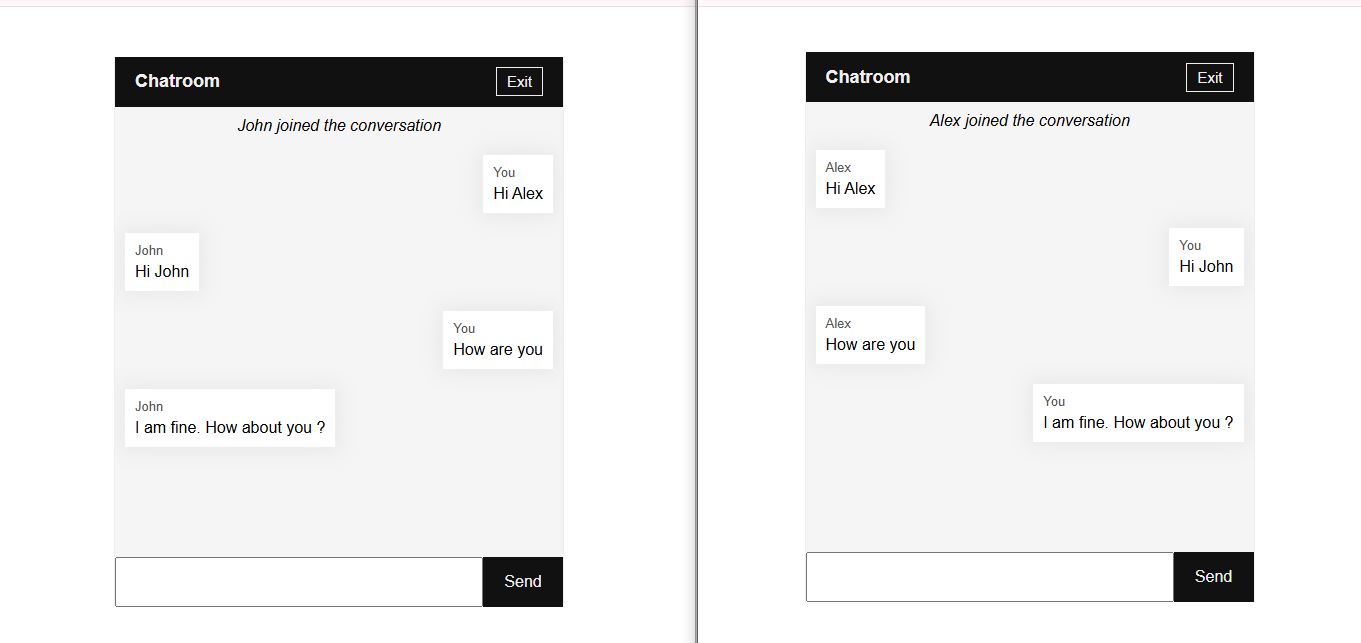 Chatroom
Exit
John joined the conversation
You
Hi Alex
John
Hi John
You
How are you
John
I am fine. How about you ?
Send
Chatroom
Exit
Alex joined the conversation
Alex
Hi Alex
You
Hi John
Alex
How are you
You
I am fine. How about you ?
Send